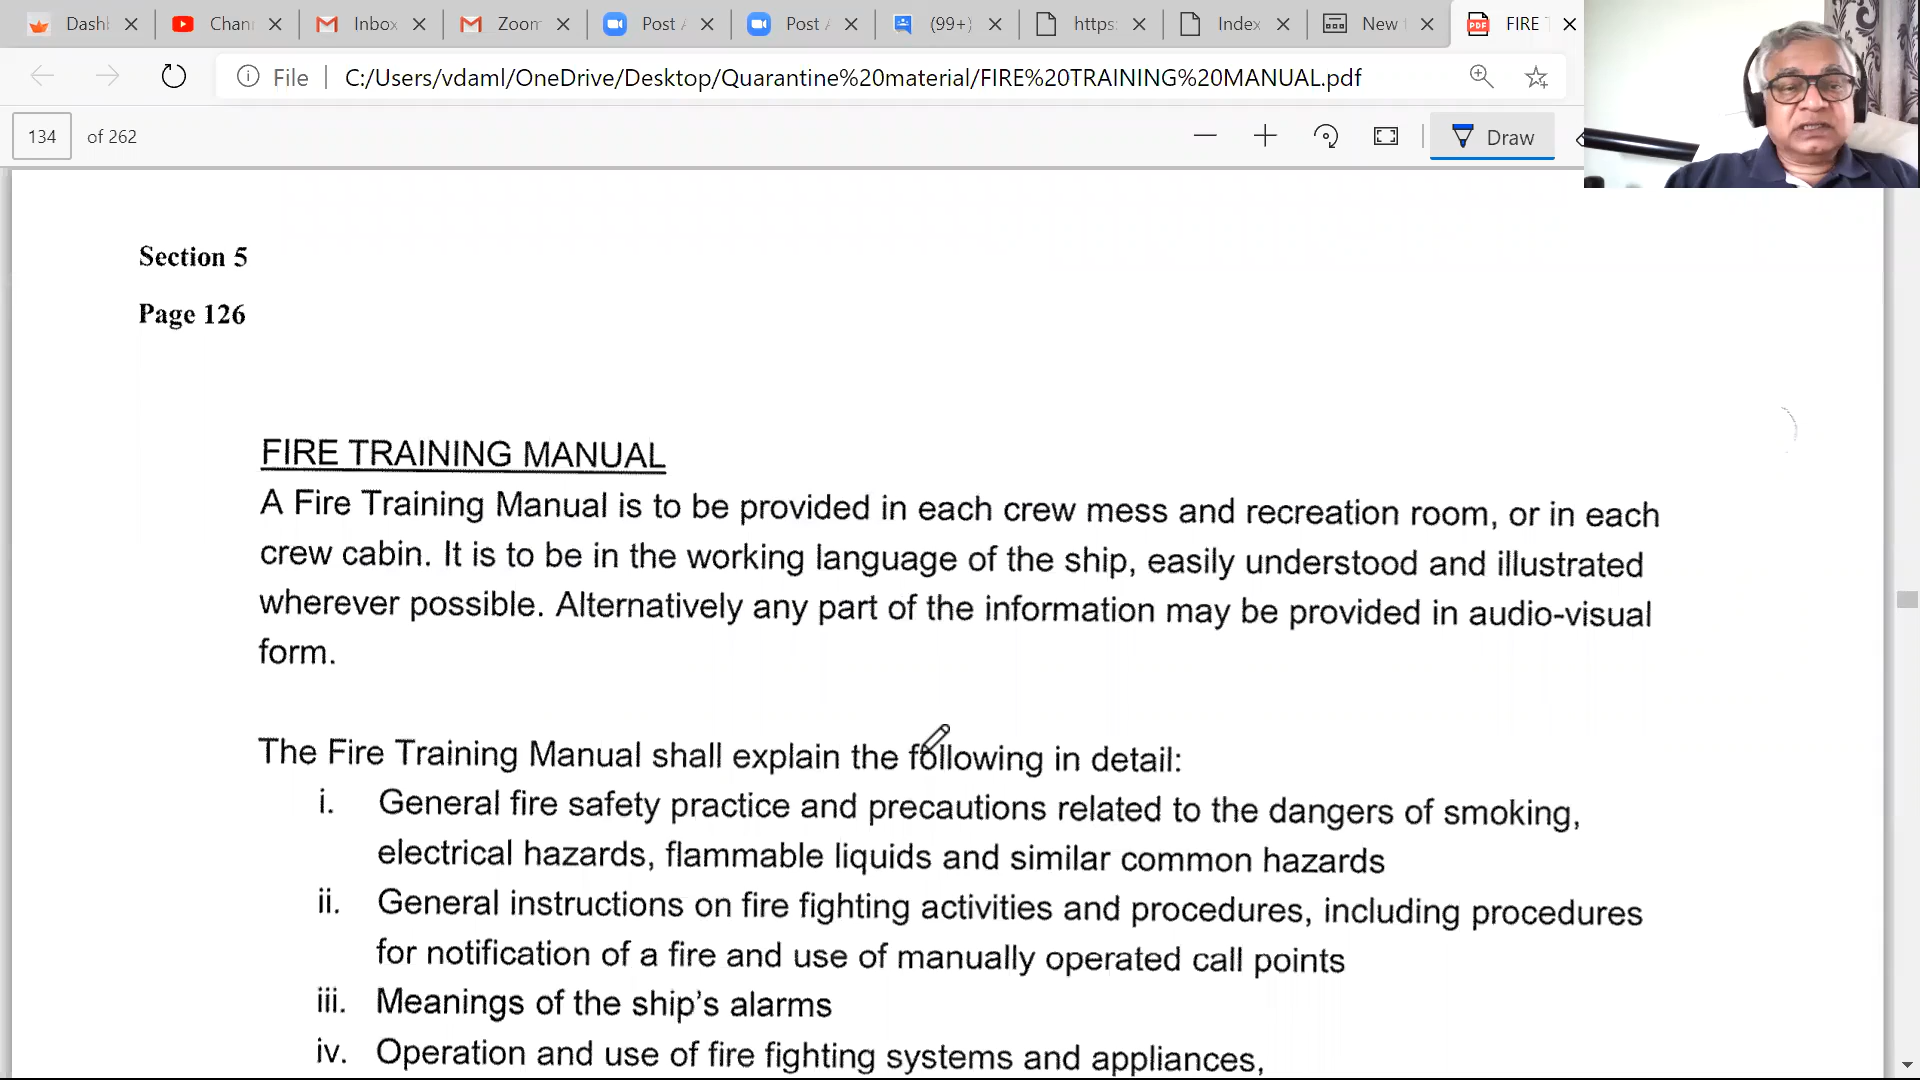 Dash
Chan
Inbox
Zoom
Post
Post
(99+)
https:
Index
New
FIRE
File
C:/Users/vdaml/OneDrive/Desktop/Quarantine%20material/FIRE%20TRAINING%20MANUAL.pdf
134 of 262
Draw
Section 5
Page 126
FIRE TRAINING MANUAL
A Fire Training Manual is to be provided in each crew mess and recreation room, or in each
crew cabin. It is to be in the working language of the ship, easily understood and illustrated
wherever possible. Alternatively any part of the information may be provided in audio-visual
form.
The Fire Training Manual shall explain the following in detail:
i. General fire safety practice and precautions related to the dangers of smoking,
electrical hazards, flammable liquids and similar common hazards
ii. General instructions on fire fighting activities and procedures, including procedures
for notification of a fire and use of manually operated call points
iii. Meanings of the ship's alarms
iv. Operation and use of fire fighting systems and appliances,